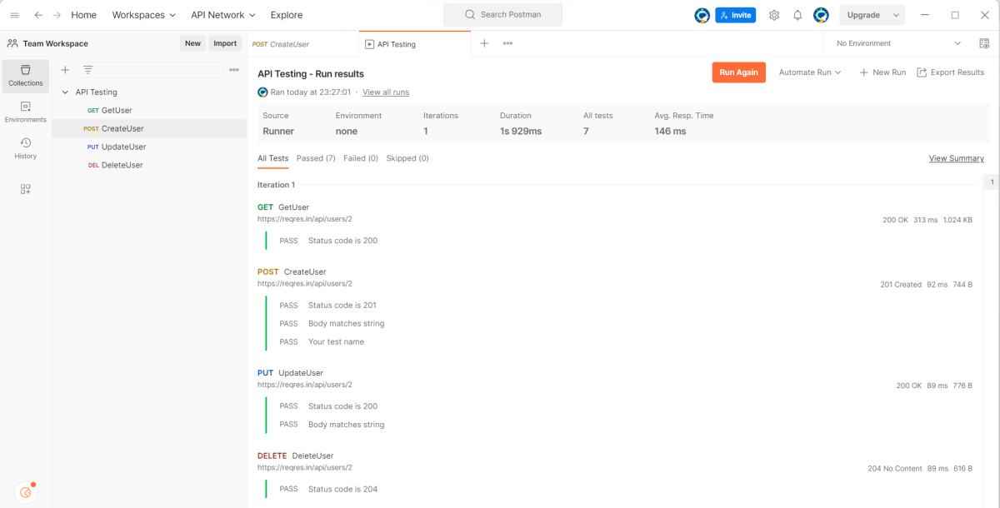 Home Workspaces API Network Explore Search Postman Invite Upgrade
Team Workspace New Import
POST CreateUser API Testing No Environment
Collections
Environments
History
API Testing
GET GetUser
POST CreateUser
PUT UpdateUser
DEL DeleteUser
API Testing - Run results
Run Again Automate Run New Run Export Results
Ran today at 23:27:01 · View all runs
Source Environment Iterations Duration All tests Avg. Resp. Time
Runner none 1 1s 929ms 7 146 ms
All Tests Passed (7) Failed (0) Skipped (0) View Summary
Iteration 1
1
GET GetUser
https://reqres.in/api/users/2
200 OK 313 ms 1.024 KB
PASS Status code is 200
POST CreateUser
https://reqres.in/api/users/2
201 Created 92 ms 744 B
PASS Status code is 201
PASS Body matches string
PASS Your test name
PUT UpdateUser
https://reqres.in/api/users/2
200 OK 89 ms 776 B
PASS Status code is 200
PASS Body matches string
DELETE DeleteUser
https://reqres.in/api/users/2
204 No Content 89 ms 616 B
PASS Status code is 204